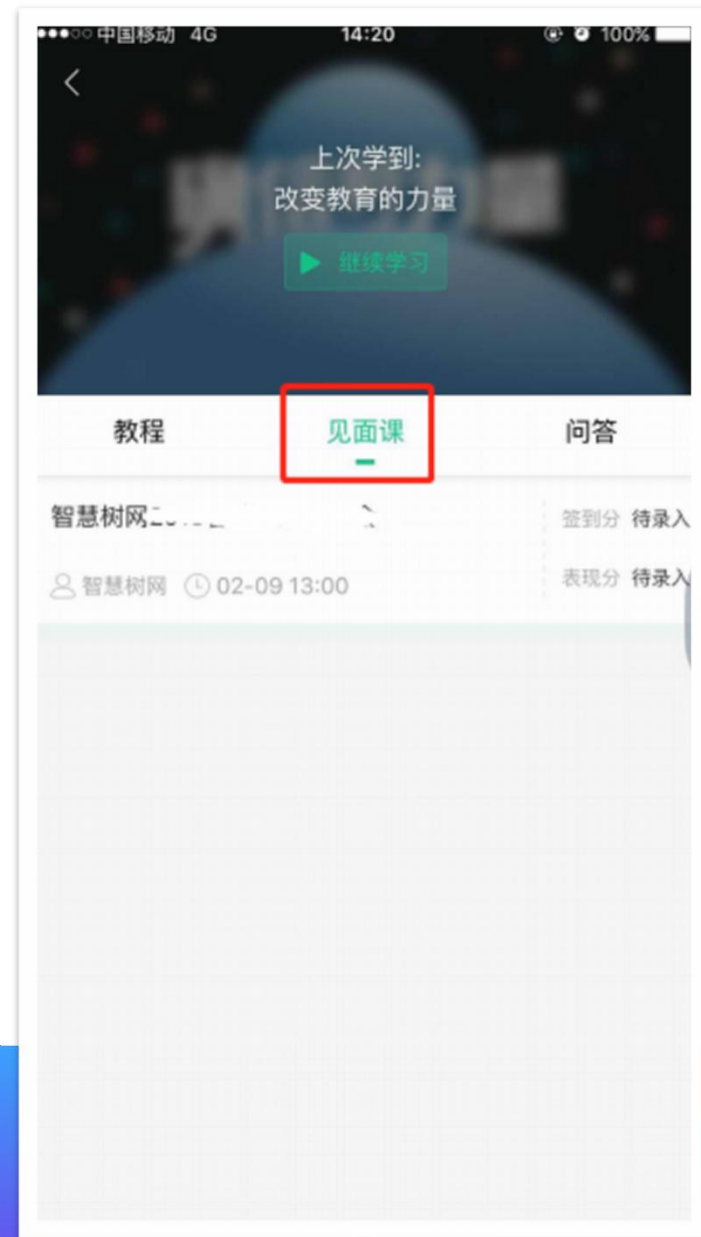 中国移动 4G 14:20 100%
上次学到:
改变教育的力量
继续学习
教程 见面课 问答
智慧树网 签到分 待录入
智慧树网 02-09 13:00 表现分 待录入